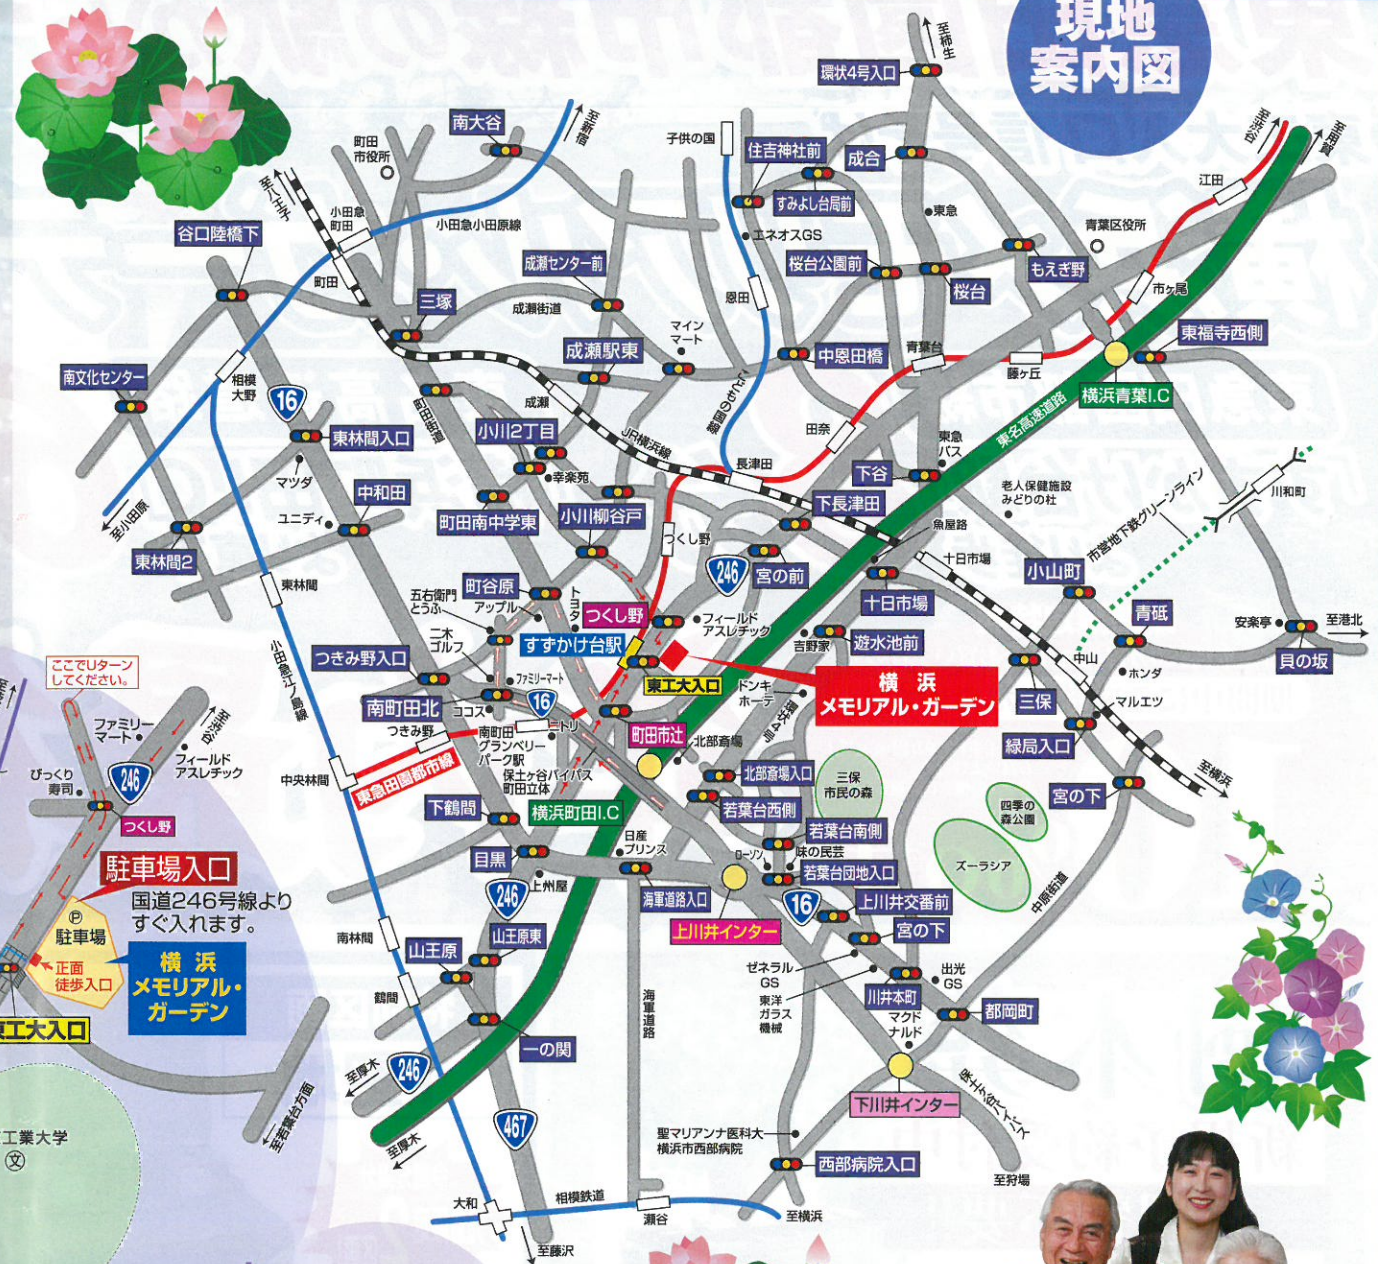 現地
案内図
至柿生
環状4号入口
至渋谷
至用賀
南大谷
至新宿
町田
市役所
子供の国
住吉神社前
成合
江田
至八王子
小田急
町田
小田急小田原線
すみよし台局前
東急
青葉区役所
谷口陸橋下
エネオスGS
もえぎ野
成瀬センター前
桜台公園前
桜台
町田
恩田
市ヶ尾
三塚
成瀬街道
マイン
マート
成瀬駅東
中恩田橋
青葉台
東福寺西側
藤ヶ丘
南文化センター
相模
大野
16
町田街道
成瀬
こどもの国線
横浜青葉I.C
東名高速道路
東林間入口
小川2丁目
JR横浜線
田奈
東急
バス
マツダ
幸楽苑
長津田
下谷
老人保健施設
みどりの杜
川和町
中和田
ユニディ
町田南中学東
小川柳谷戸
下長津田
至小田原
魚屋路
市営地下鉄グリーンライン
東林間2
つくし野
246
宮の前
十日市場
小山町
東林間
町谷原
アップル
トヨタ
五右衛門
とうふ
つくし野
フィールド
アスレチック
十日市場
青砥
安楽亭
至港北
二木
ゴルフ
すずかけ台駅
吉野家
遊水池前
貝の坂
つきみ野入口
ファミリーマート
東工大入口
横浜
メモリアル・ガーデン
中山
ホンダ
三保
マルエツ
小田急江ノ島線
ここでUターン
してください。
南町田北
ココス
16
ドンキ
ホーテ
環状4号
つきみ野
南町田
グランベリー
パーク駅
ニトリ
町田市辻
北部斎場
緑局入口
ファミリー
マート
至渋谷
フィールド
アスレチック
中央林間
東急田園都市線
保土ヶ谷バイパス
町田立体
北部斎場入口
三保
市民の森
至横浜
びっくり
寿司
246
つくし野
下鶴間
横浜町田I.C
若葉台西側
四季の
森公園
宮の下
日産
プリンス
若葉台南側
駐車場入口
国道246号線より
すぐ入れます。
目黒
ローソン
味の民芸
ズーラシア
上州屋
若葉台団地入口
246
海軍道路入口
16
上川井交番前
中原街道
P
駐車場
正面
徒歩入口
横浜
メモリアル・
ガーデン
南林間
山王原
山王原東
上川井インター
宮の下
ゼネラル
GS
出光
GS
鶴間
海軍道路
東洋
ガラス
機械
川井本町
マクド
ナルド
都岡町
東工大入口
一の関
至厚木
246
下川井インター
保土ヶ谷バイパス
至厚木
467
工業大学
文
至若葉台方面
聖マリアンナ医科大
横浜市西部病院
西部病院入口
至狩場
大和
相模鉄道
瀬谷
至横浜
至藤沢